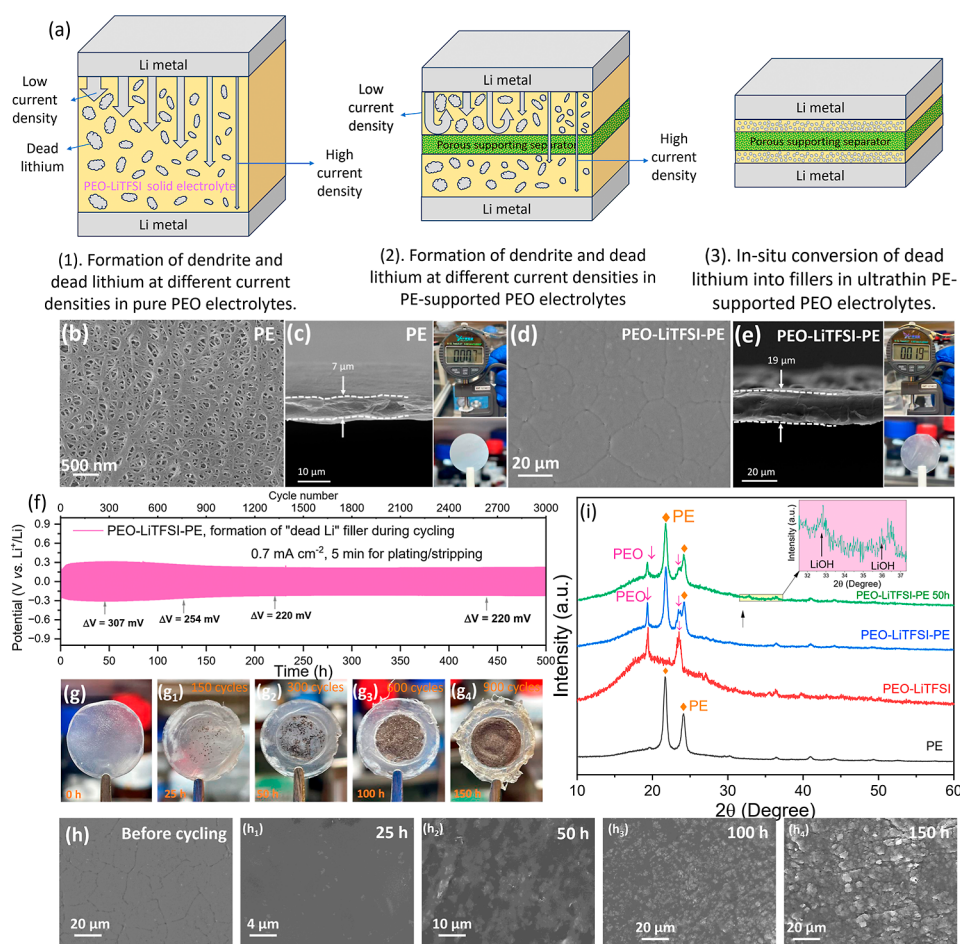 (a)
Li metal
Low
current
density
Dead
lithium
PEO-LiTFSI solid electrolyte
High
current
density
Li metal
Li metal
Low
current
density
Porous supporting separator
High
current
density
Li metal
Li metal
Porous supporting separator
Li metal
(1). Formation of dendrite and
dead lithium at different current
densities in pure PEO electrolytes.
(2). Formation of dendrite and dead
lithium at different current densities in
PE-supported PEO electrolytes
(3). In-situ conversion of dead
lithium into fillers in ultrathin PE-
supported PEO electrolytes.
(b)
PE
500 nm
(c)
PE
7 μm
10 μm
0.007
(d)
PEO-LiTFSI-PE
20 μm
(e)
PEO-LiTFSI-PE
19 μm
20 μm
0.019
(f)
Cycle number
0 300 600 900 1200 1500 1800 2100 2400 2700 3000
PEO-LiTFSI-PE, formation of "dead Li" filler during cycling
0.7 mA cm⁻², 5 min for plating/stripping
Potential (V vs. Li⁺/Li)
0.9
0.6
0.3
0.0
-0.3
-0.6
-0.9
ΔV = 307 mV
ΔV = 254 mV
ΔV = 220 mV
ΔV = 220 mV
0 50 100 150 200 250 300 350 400 450 500
Time (h)
(g)
0 h
(g₁)
150 cycles
25 h
(g₂)
300 cycles
(g₃)
600 cycles
100 h
(g₄)
900 cycles
150 h
(h)
Before cycling
20 μm
(h₁)
25 h
4 μm
(h₂)
50 h
10 μm
(h₃)
100 h
20 μm
(h₄)
150 h
20 μm
(i)
Intensity (a.u.)
PE
PEO
PEO
PEO-LiTFSI-PE 50h
PEO-LiTFSI-PE
PEO-LiTFSI
PE
PE
10 20 30 40 50 60
2θ (Degree)
Intensity (a.u.)
LiOH
LiOH
32 33 34 35 36 37
2θ (Degree)